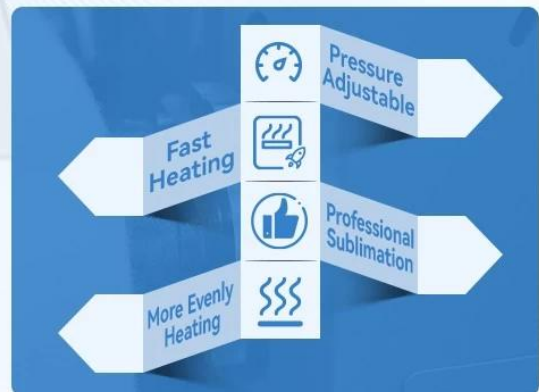 Pressure
Adjustable
Fast
Heating
Professional
Sublimation
More Evenly
Heating